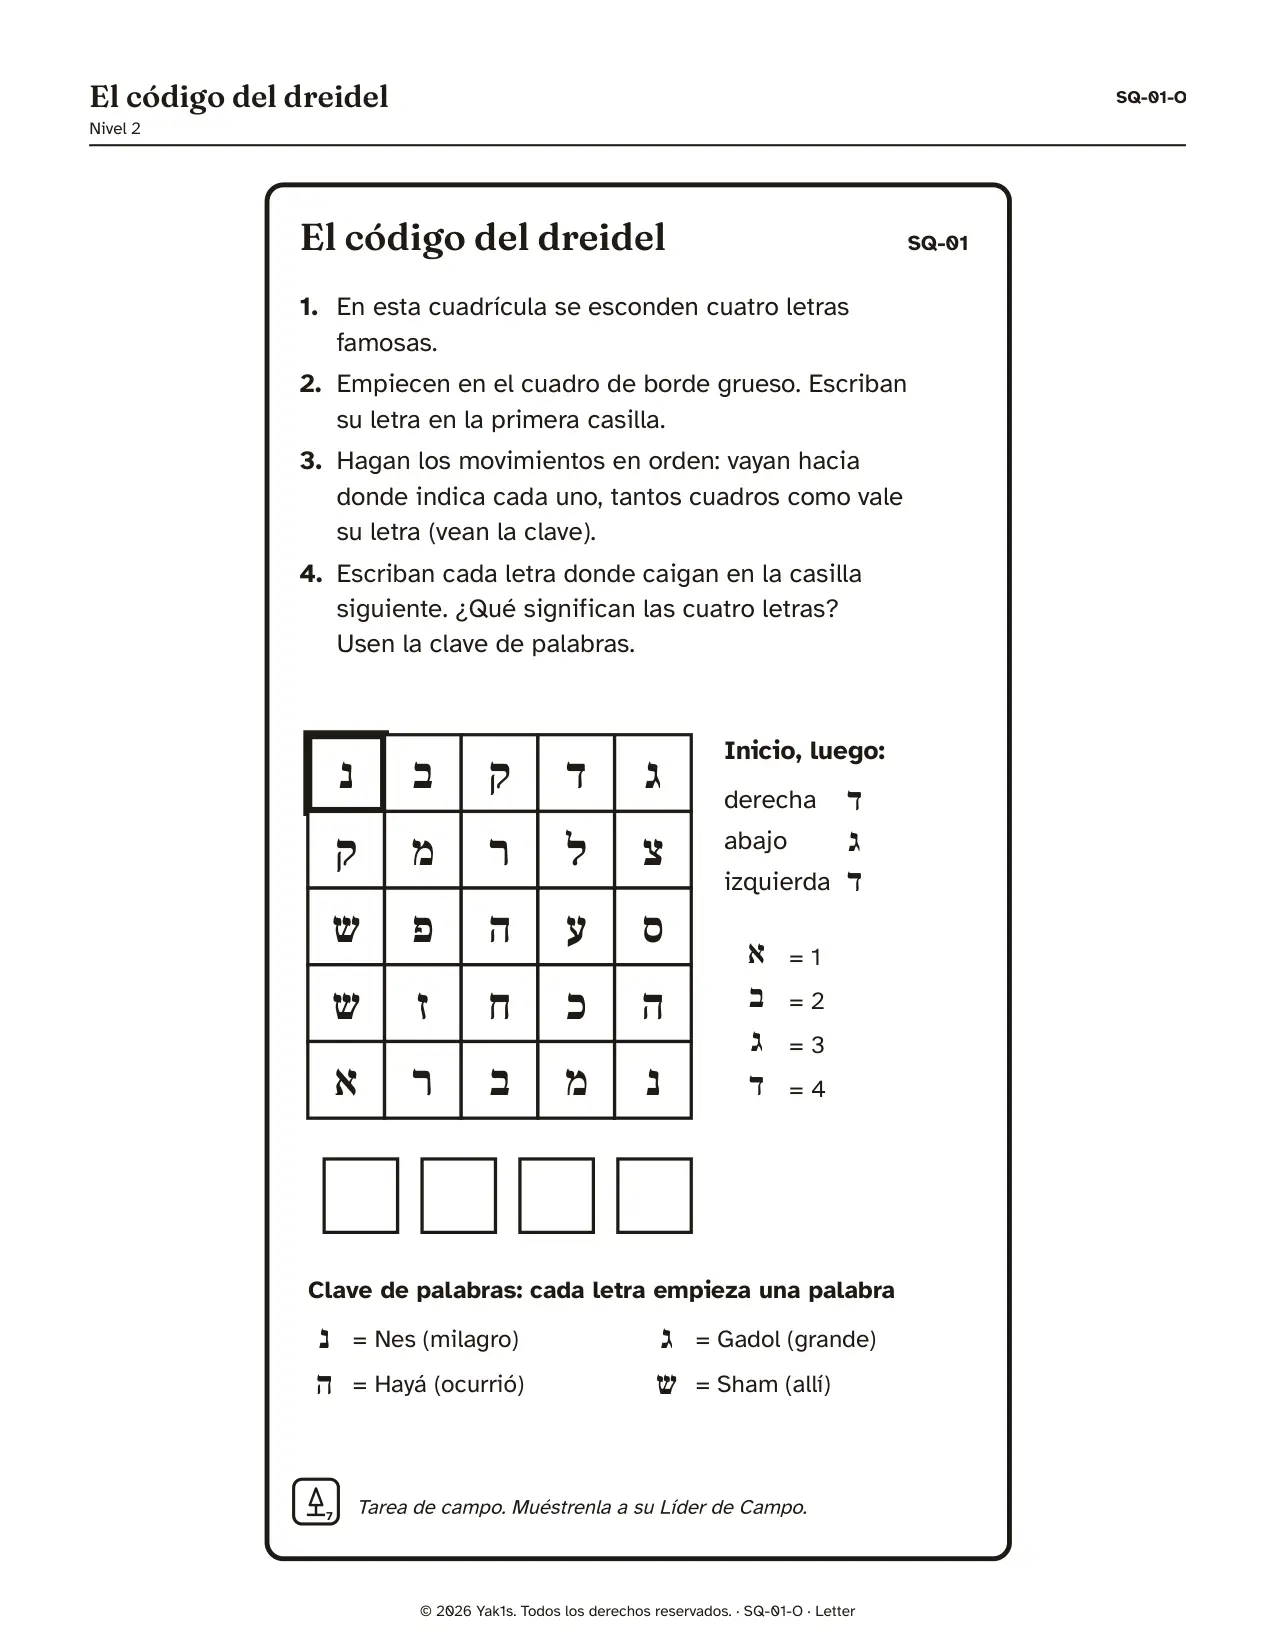 El código del dreidel
SQ-01-O
Nivel 2
El código del dreidel
SQ-01
1. En esta cuadrícula se esconden cuatro letras
famosas.
2. Empiecen en el cuadro de borde grueso. Escriban
su letra en la primera casilla.
3. Hagan los movimientos en orden: vayan hacia
donde indica cada uno, tantos cuadros como vale
su letra (vean la clave).
4. Escriban cada letra donde caigan en la casilla
siguiente. ¿Qué significan las cuatro letras?
Usen la clave de palabras.
נ ב ק ד ג
ק מ ר ל צ
ש פ ה ע ס
ש ז ח כ ה
א ר ב מ נ
Inicio, luego:
derecha ד
abajo ג
izquierda ד
א = 1
ב = 2
ג = 3
ד = 4
Clave de palabras: cada letra empieza una palabra
נ = Nes (milagro)
ג = Gadol (grande)
ה = Hayá (ocurrió)
ש = Sham (allí)
7
Tarea de campo. Muéstrenla a su Líder de Campo.
© 2026 Yak1s. Todos los derechos reservados. · SQ-01-O · Letter